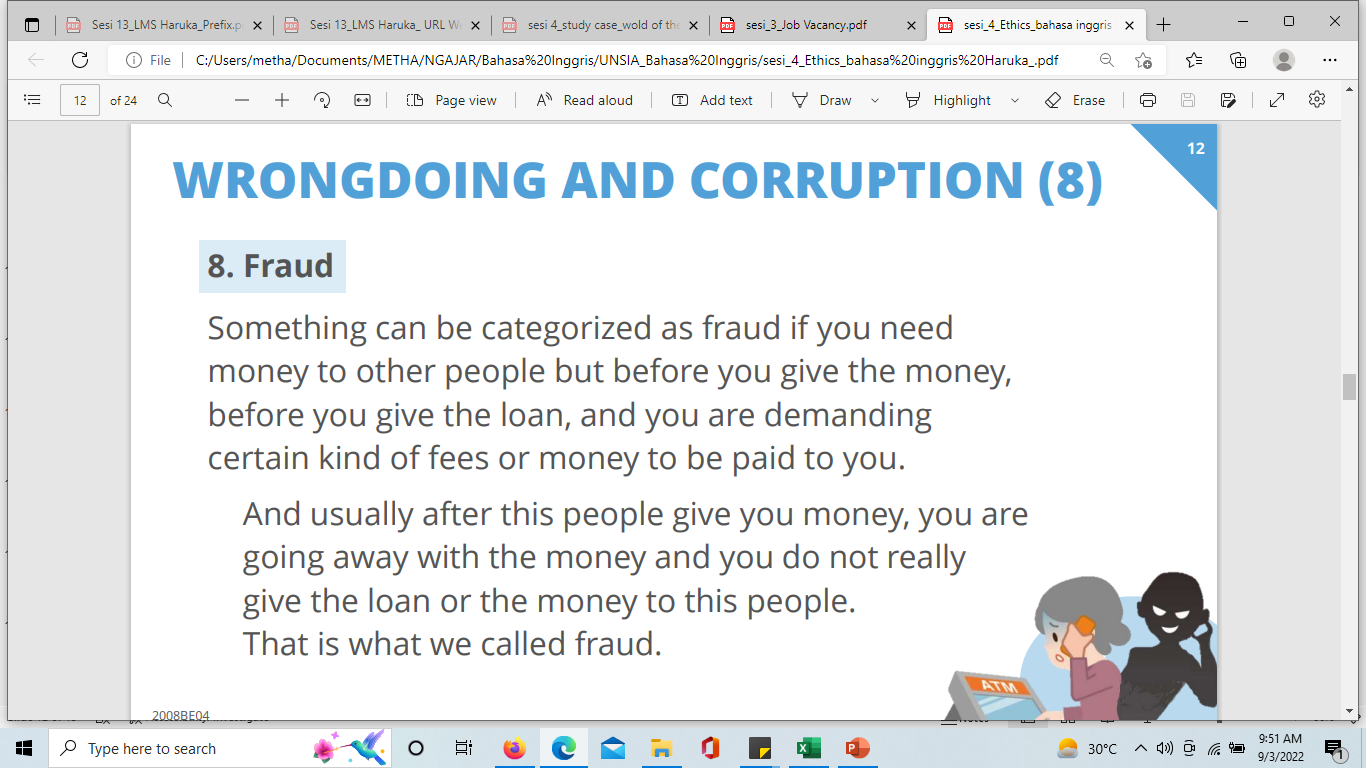 Sesi 13_LMS Haruka_Prefix.p
Sesi 13_LMS Haruka_ URL W
sesi 4_study case_wold of the
sesi_3_Job Vacancy.pdf
sesi_4_Ethics_bahasa inggris
File
C:/Users/metha/Documents/METHA/NGAJAR/Bahasa%20Inggris/UNSIA_Bahasa%20Inggris/sesi_4_Ethics_bahasa%20inggris%20Haruka_.pdf
12 of 24
Page view
Read aloud
Add text
Draw
Highlight
Erase
12
WRONGDOING AND CORRUPTION (8)
8. Fraud
Something can be categorized as fraud if you need
money to other people but before you give the money,
before you give the loan, and you are demanding
certain kind of fees or money to be paid to you.
And usually after this people give you money, you are
going away with the money and you do not really
give the loan or the money to this people.
That is what we called fraud.
ATM
2008BE04
Type here to search
30°C
9:51 AM
9/3/2022
1